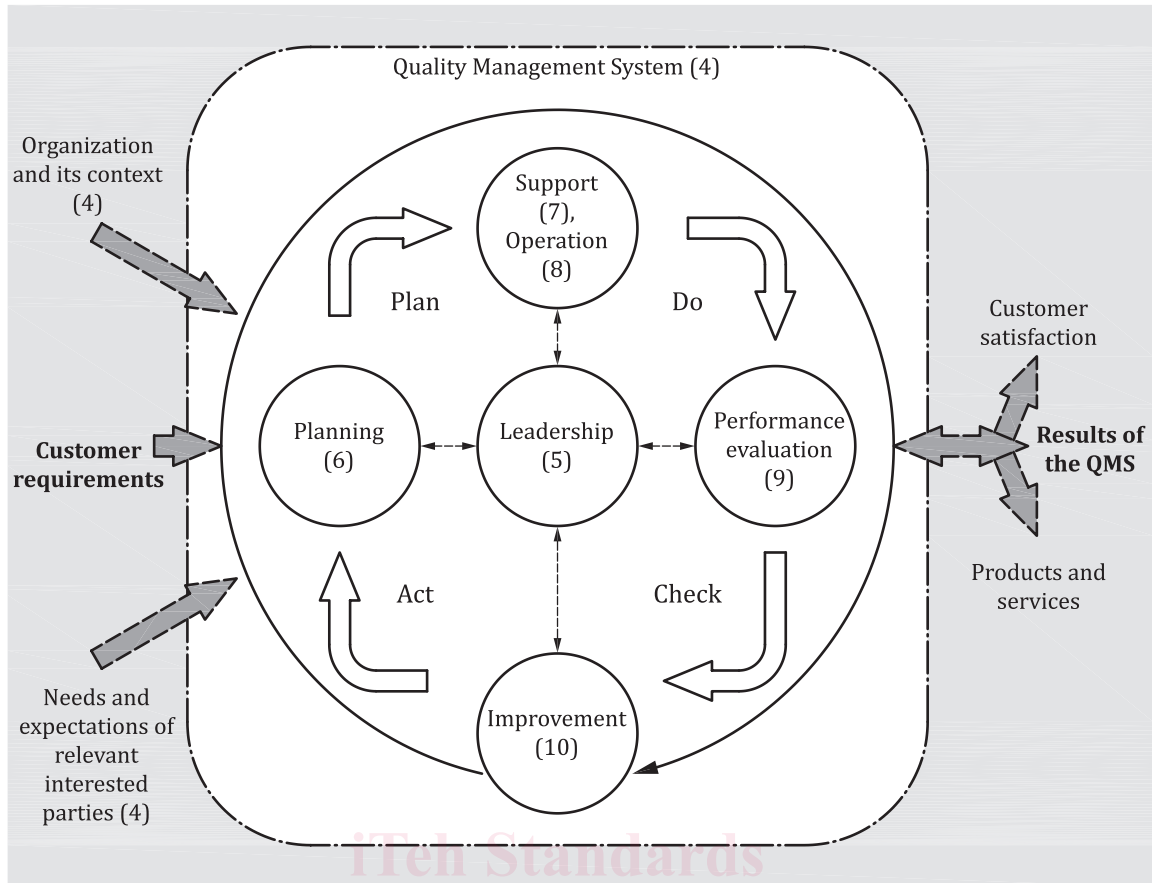 Quality Management System (4)
Organization
and its context
(4)
Support
(7),
Operation
(8)
Plan
Do
Customer
satisfaction
Customer
requirements
Planning
(6)
Leadership
(5)
Performance
evaluation
(9)
Results of
the QMS
Act
Check
Products and
services
Needs and
expectations of
relevant
interested
parties (4)
Improvement
(10)
iTeh Standards